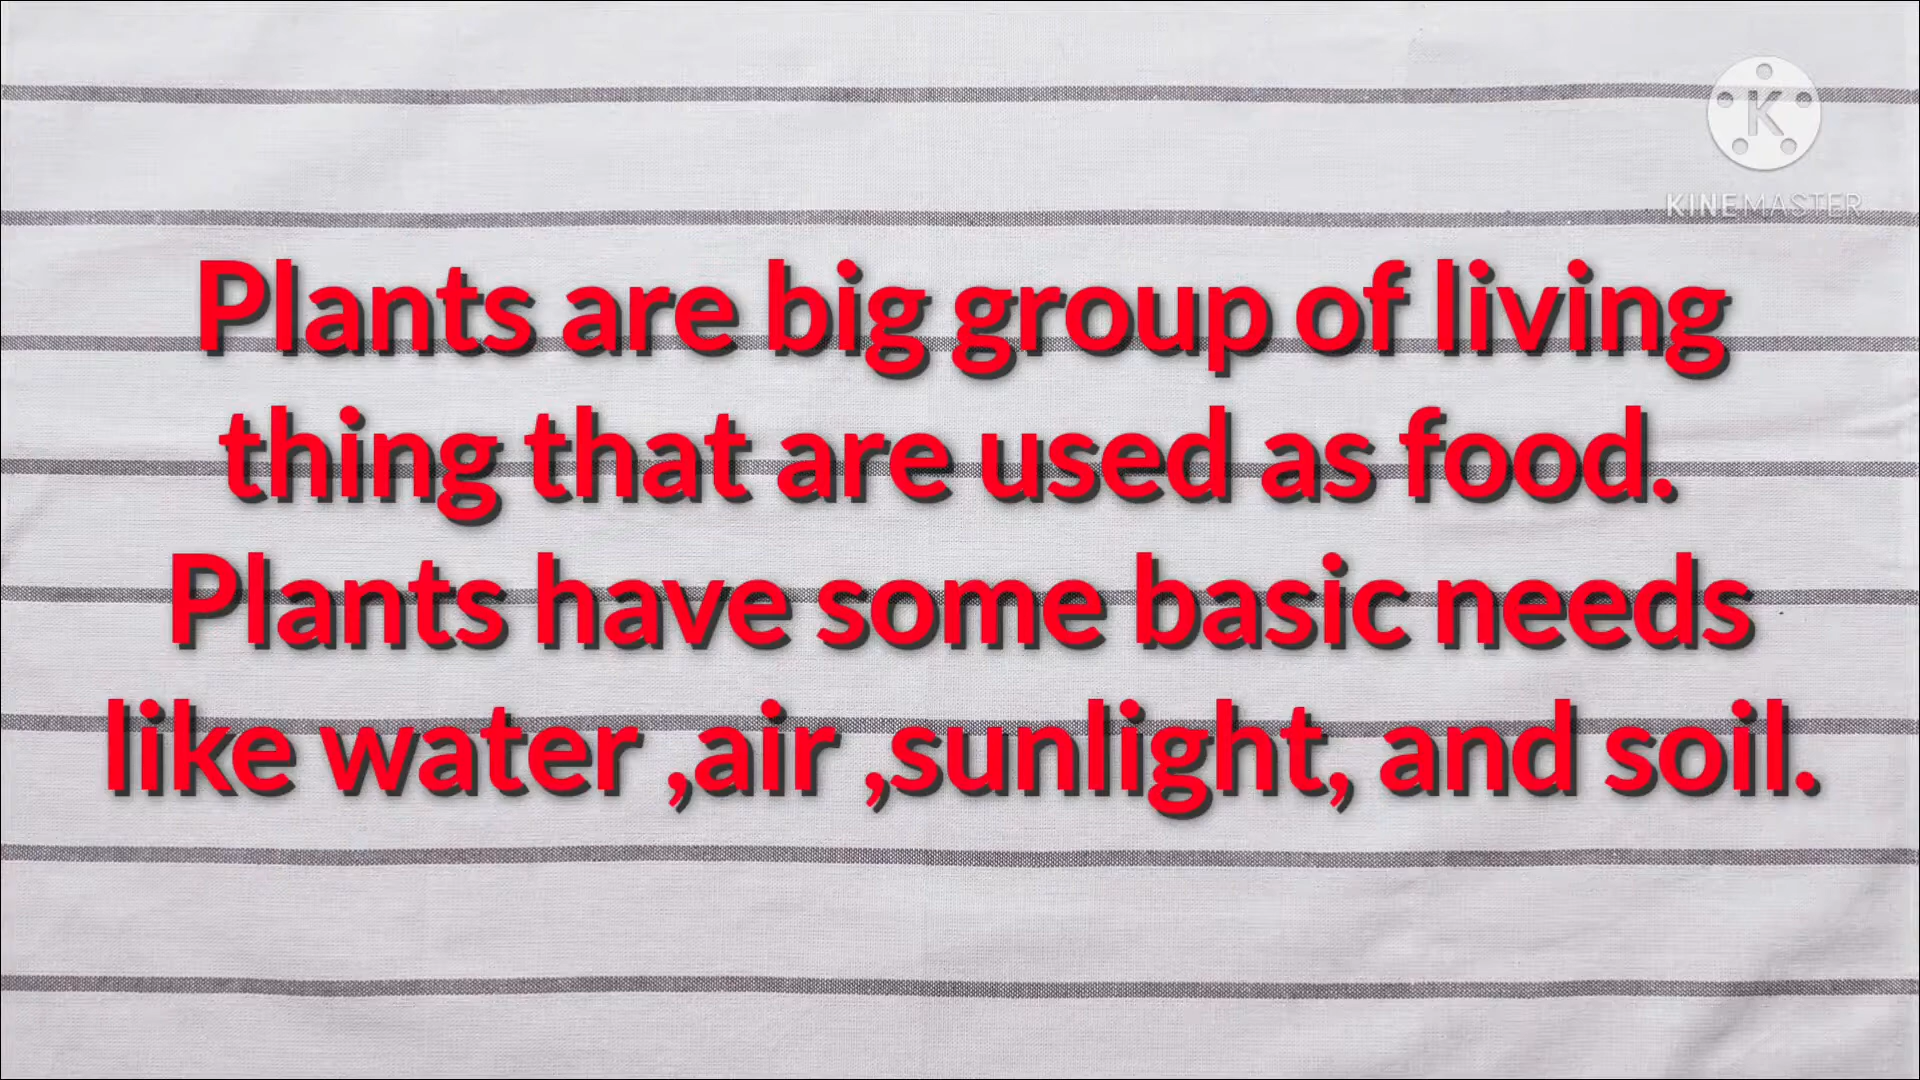 KINEMASTER
Plants are big group of living
thing that are used as food.
Plants have some basic needs
like water ,air ,sunlight, and soil.